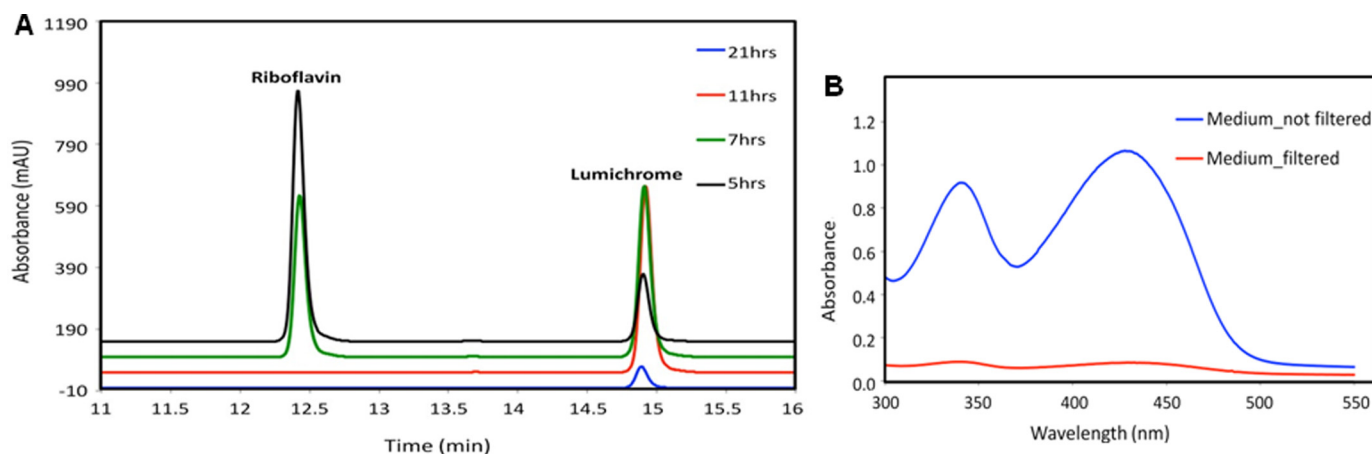 A
Absorbance (mAU)
1190
990
790
590
390
190
-10
Riboflavin
Lumichrome
21hrs
11hrs
7hrs
5hrs
11 11.5 12 12.5 13 13.5 14 14.5 15 15.5 16
Time (min)
B
Absorbance
1.2
1.0
0.8
0.6
0.4
0.2
0.0
Medium_not filtered
Medium_filtered
300 350 400 450 500 550
Wavelength (nm)